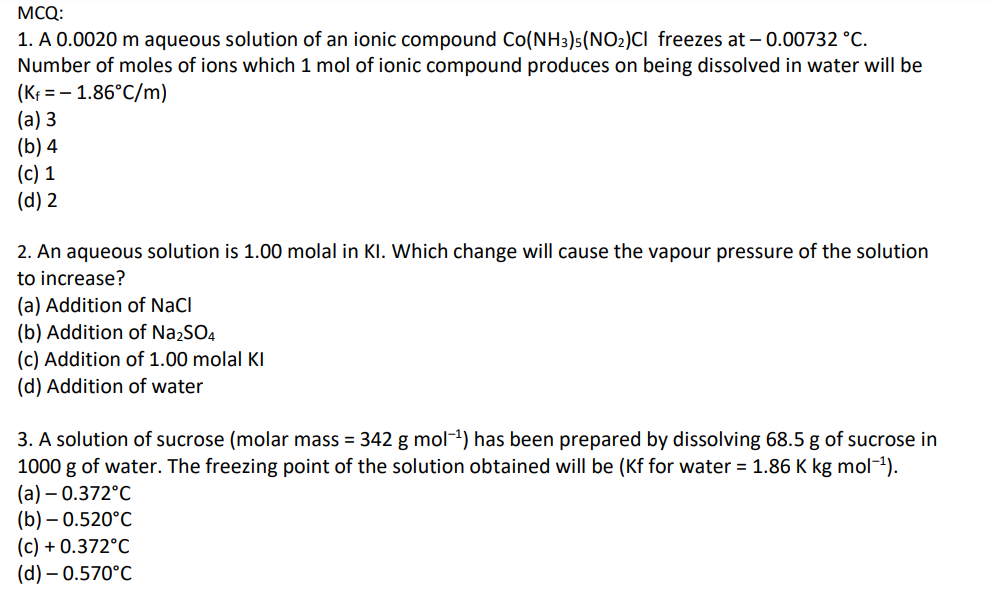 MCQ:
1. A 0.0020 m aqueous solution of an ionic compound Co(NH₃)₅(NO₂)Cl freezes at – 0.00732 °C.
Number of moles of ions which 1 mol of ionic compound produces on being dissolved in water will be
(Kf = – 1.86°C/m)
(a) 3
(b) 4
(c) 1
(d) 2
2. An aqueous solution is 1.00 molal in KI. Which change will cause the vapour pressure of the solution
to increase?
(a) Addition of NaCl
(b) Addition of Na₂SO₄
(c) Addition of 1.00 molal KI
(d) Addition of water
3. A solution of sucrose (molar mass = 342 g mol⁻¹) has been prepared by dissolving 68.5 g of sucrose in
1000 g of water. The freezing point of the solution obtained will be (Kf for water = 1.86 K kg mol⁻¹).
(a) – 0.372°C
(b) – 0.520°C
(c) + 0.372°C
(d) – 0.570°C